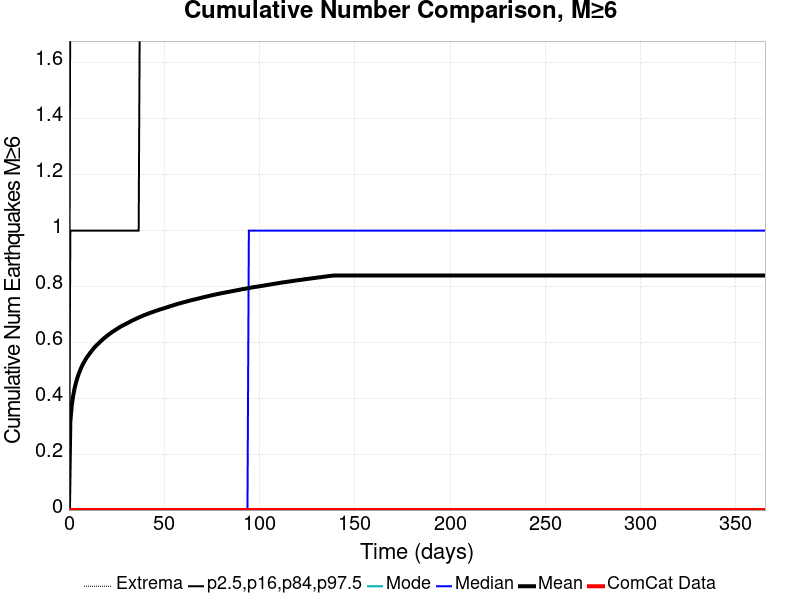 Cumulative Number Comparison, M≥6
Cumulative Num Earthquakes M≥6
1.6
1.4
1.2
1
0.8
0.6
0.4
0.2
0
0 50 100 150 200 250 300 350
Time (days)
Extrema p2.5,p16,p84,p97.5 Mode Median Mean ComCat Data